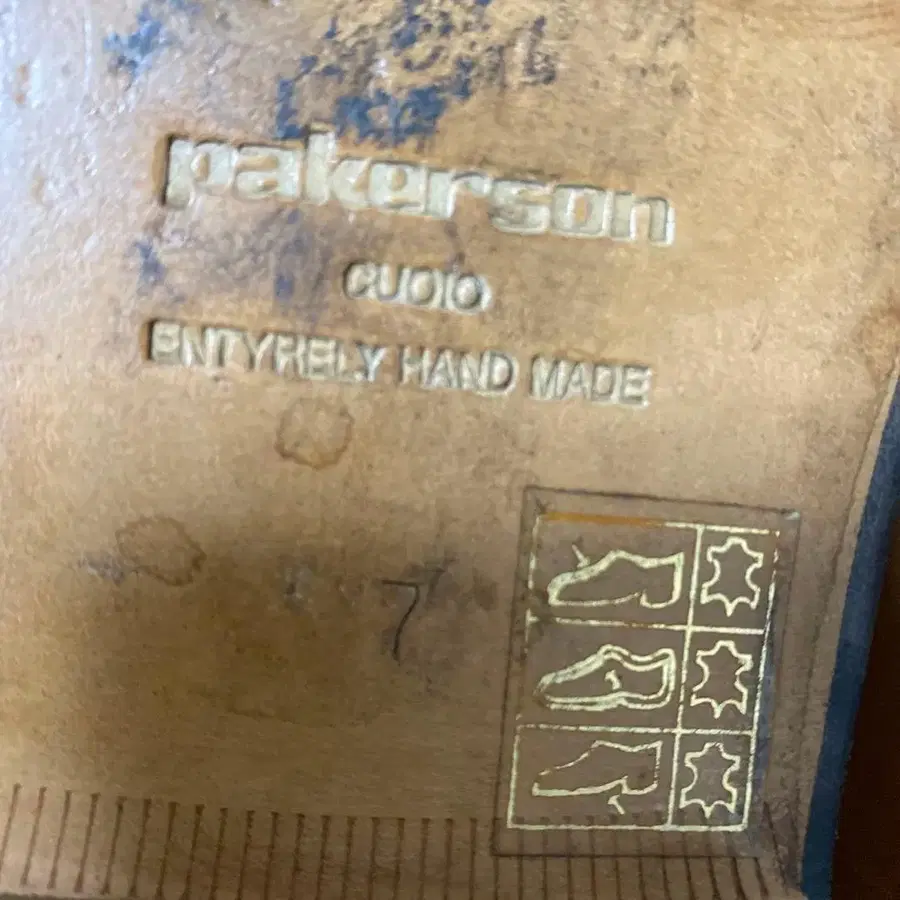 pakerson
cuoio
ENTYRELY HAND MADE
7